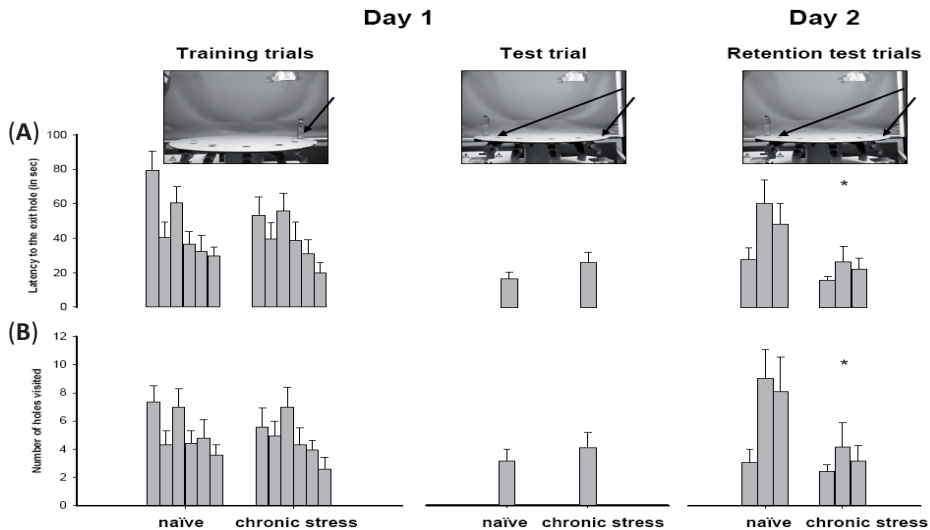 Day 1 Day 2
Training trials Test trial Retention test trials
(A)
Latency to the exit hole (in sec)
100
80
60
40
20
0
*
(B)
Number of holes visited
12
10
8
6
4
2
0
*
naïve chronic stress naïve chronic stress naïve chronic stress